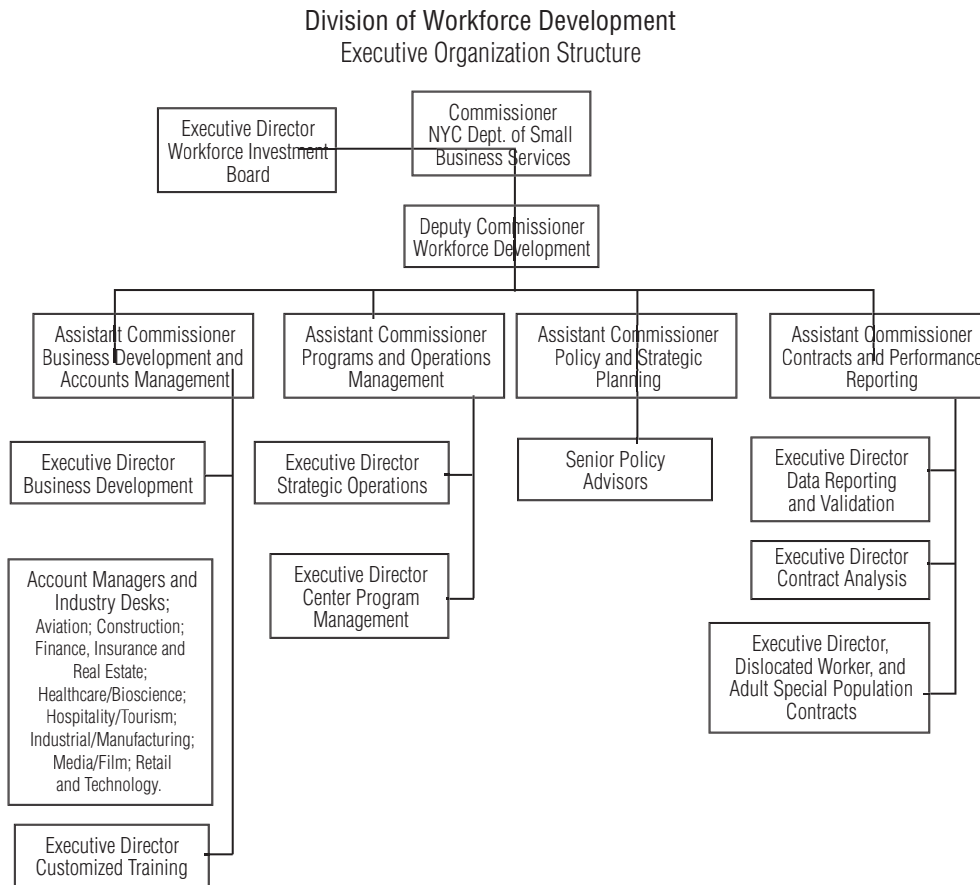 Division of Workforce Development
Executive Organization Structure
Executive Director
Workforce Investment
Board
Commissioner
NYC Dept. of Small
Business Services
Deputy Commissioner
Workforce Development
Assistant Commissioner
Business Development and
Accounts Management
Assistant Commissioner
Programs and Operations
Management
Assistant Commissioner
Policy and Strategic
Planning
Assistant Commissioner
Contracts and Performance
Reporting
Executive Director
Business Development
Account Managers and
Industry Desks;
Aviation; Construction;
Finance, Insurance and
Real Estate;
Healthcare/Bioscience;
Hospitality/Tourism;
Industrial/Manufacturing;
Media/Film; Retail
and Technology.
Executive Director
Customized Training
Executive Director
Strategic Operations
Executive Director
Center Program
Management
Senior Policy
Advisors
Executive Director
Data Reporting
and Validation
Executive Director
Contract Analysis
Executive Director,
Dislocated Worker, and
Adult Special Population
Contracts